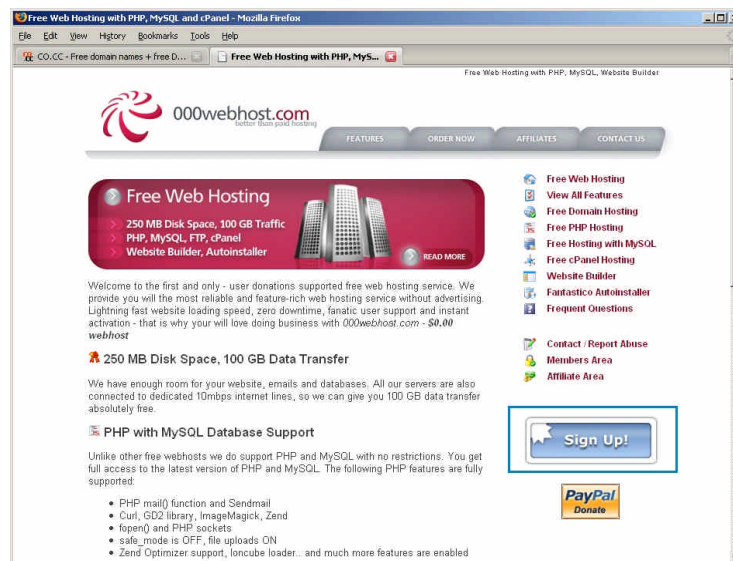 Free Web Hosting with PHP, MySQL and cPanel - Mozilla Firefox
File Edit View History Bookmarks Tools Help
CO.CC - Free domain names + free D...
Free Web Hosting with PHP, MyS...
Free Web Hosting with PHP, MySQL, Website Builder
000webhost.com
better than paid hosting
FEATURES ORDER NOW AFFILIATES CONTACT US
Free Web Hosting
250 MB Disk Space, 100 GB Traffic
PHP, MySQL, FTP, cPanel
Website Builder, Autoinstaller
READ MORE
Welcome to the first and only - user donations supported free web hosting service. We
provide you will the most reliable and feature-rich web hosting service without advertising.
Lightning fast website loading speed, zero downtime, fanatic user support and instant
activation - that is why your will love doing business with 000webhost.com - $0.00
webhost
250 MB Disk Space, 100 GB Data Transfer
We have enough room for your website, emails and databases. All our servers are also
connected to dedicated 10mbps internet lines, so we can give you 100 GB data transfer
absolutely free.
PHP with MySQL Database Support
Unlike other free webhosts we do support PHP and MySQL with no restrictions. You get
full access to the latest version of PHP and MySQL. The following PHP features are fully
supported:
PHP mail() function and Sendmail
Curl, GD2 library, ImageMagick, Zend
fopen() and PHP sockets
safe_mode is OFF, file uploads ON
Zend Optimizer support, Ioncube loader.. and much more features are enabled
Free Web Hosting
View All Features
Free Domain Hosting
Free PHP Hosting
Free Hosting with MySQL
Free cPanel Hosting
Website Builder
Fantastico Autoinstaller
Frequent Questions
Contact / Report Abuse
Members Area
Affiliate Area
Sign Up!
PayPal
Donate